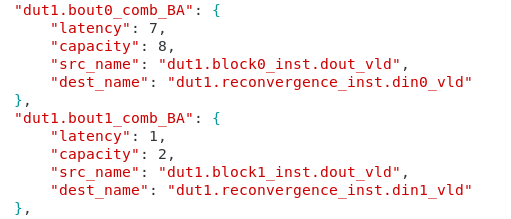 "dut1.bout0_comb_BA": {
    "latency": 7,
    "capacity": 8,
    "src_name": "dut1.block0_inst.dout_vld",
    "dest_name": "dut1.reconvergence_inst.din0_vld"
},
"dut1.bout1_comb_BA": {
    "latency": 1,
    "capacity": 2,
    "src_name": "dut1.block1_inst.dout_vld",
    "dest_name": "dut1.reconvergence_inst.din1_vld"
},